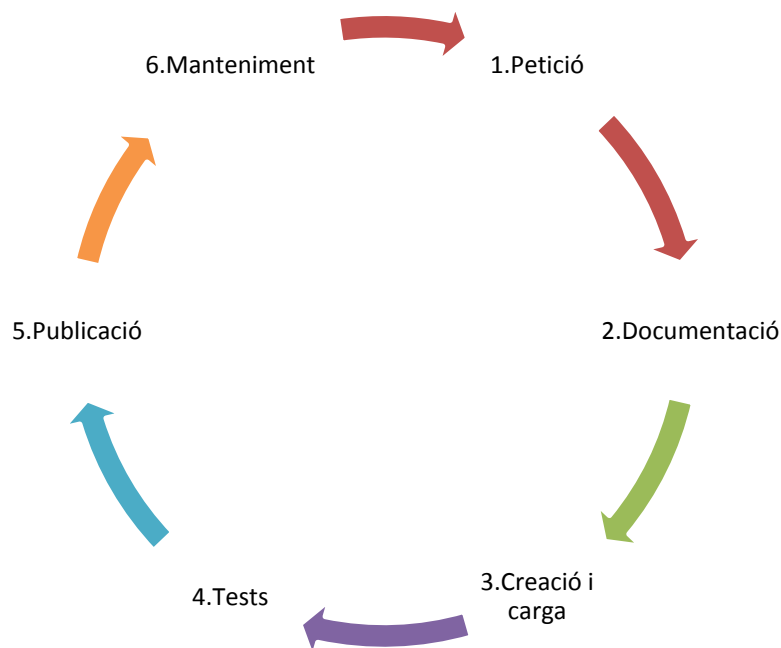 1.Petició
2.Documentació
3.Creació i
carga
4.Tests
5.Publicació
6.Manteniment